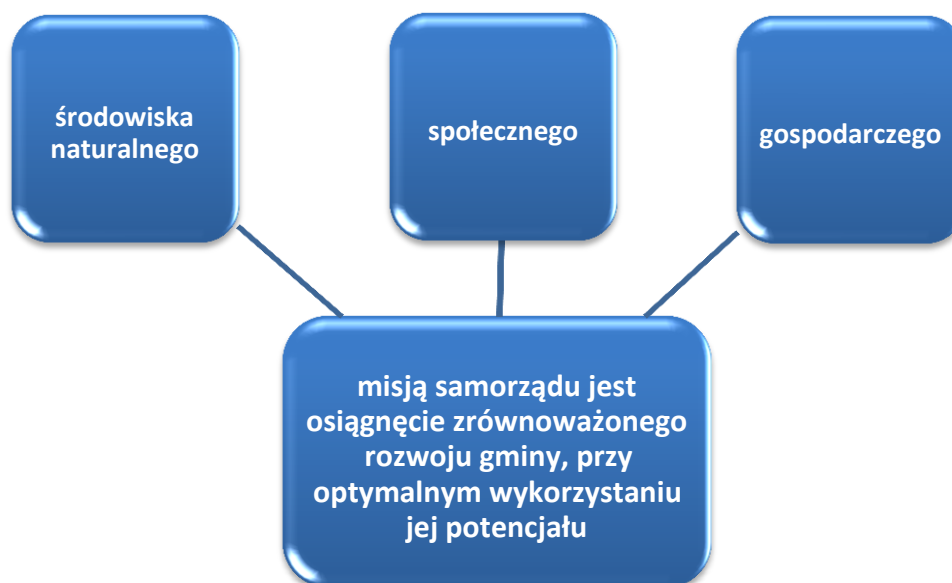 środowiska
naturalnego
społecznego
gospodarczego
misją samorządu jest
osiągnęcie zrównoważonego
rozwoju gminy, przy
optymalnym wykorzystaniu
jej potencjału